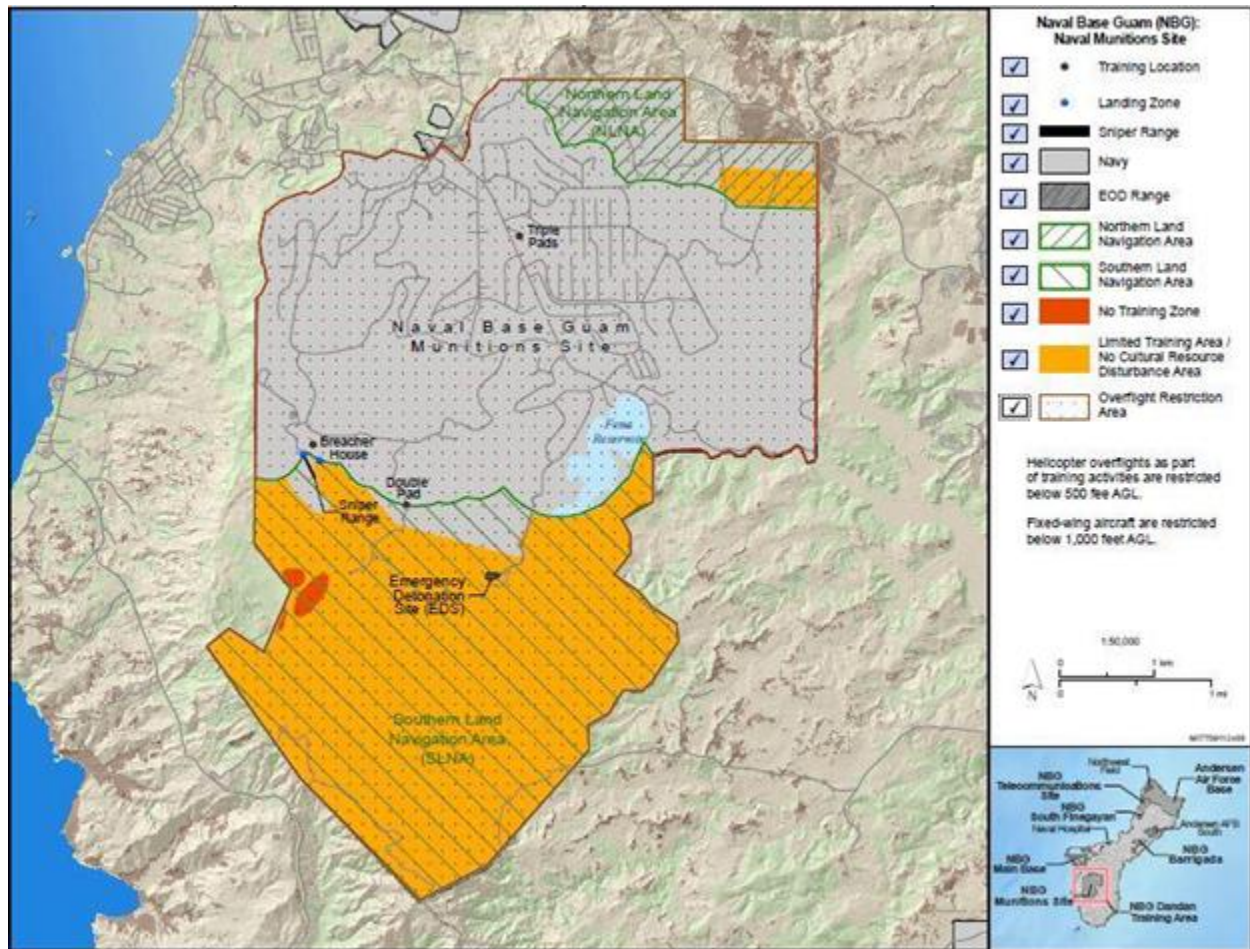 Northern Land
Navigation Area
(NLNA)
Triple
Pads
Naval Base Guam
Munitions Site
Fena
Reservoir
Breacher
House
Double
Pad
Sniper
Range
Emergency
Detonation
Site (EDS)
Southern Land
Navigation Area
(SLNA)
Naval Base Guam (NBG):
Naval Munitions Site
Training Location
Landing Zone
Sniper Range
Navy
EOD Range
Northern Land
Navigation Area
Southern Land
Navigation Area
No Training Zone
Limited Training Area /
No Cultural Resource
Disturbance Area
Overflight Restriction
Area
Helicopter overflights as part
of training activities are restricted
below 500 fee AGL.
Fixed-wing aircraft are restricted
below 1,000 feet AGL.
1:50,000
0 1 km
0 1 mi
N
Northwest
Field
Andersen
Air Force
Base
NBG
Telecommunications
Site
NBG
South Finegayan
Naval Hospital
Andersen AFB
South
NBG
Barrigada
NBG
Main Base
NBG
Munitions Site
NBG Dandan
Training Area